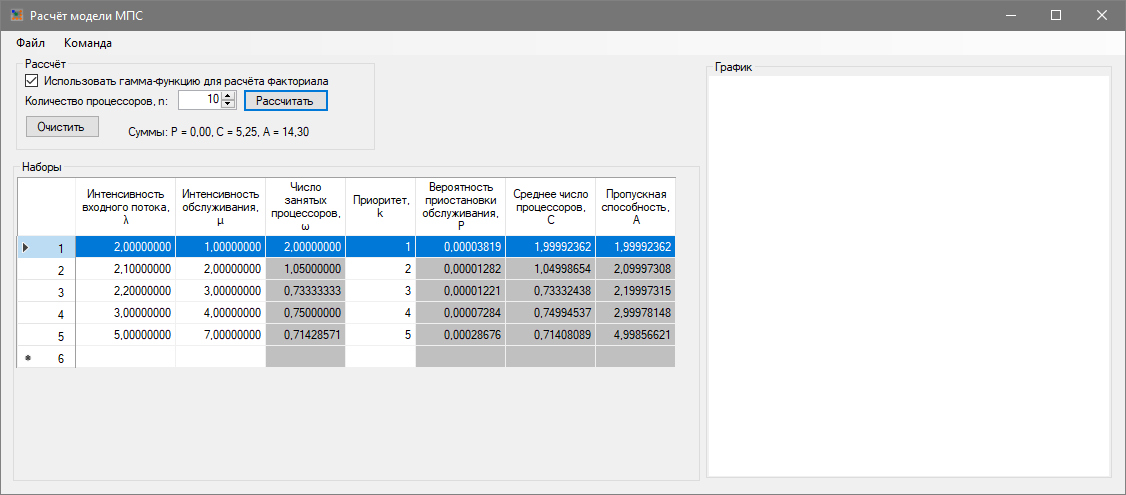 Расчёт модели МПС
Файл Команда
Рассчёт
Использовать гамма-функцию для расчёта факториала
Количество процессоров, n: 10 Рассчитать
Очистить Суммы: P = 0,00, C = 5,25, A = 14,30
График
Наборы
Интенсивность входного потока, λ Интенсивность обслуживания, μ Число занятых процессоров, ω Приоритет, k Вероятность приостановки обслуживания, P Среднее число процессоров, C Пропускная способность, A
1 2,00000000 1,00000000 2,00000000 1 0,00003819 1,99992362 1,99992362
2 2,10000000 2,00000000 1,05000000 2 0,00001282 1,04998654 2,09997308
3 2,20000000 3,00000000 0,73333333 3 0,00001221 0,73332438 2,19997315
4 3,00000000 4,00000000 0,75000000 4 0,00007284 0,74994537 2,99978148
5 5,00000000 7,00000000 0,71428571 5 0,00028676 0,71408089 4,99856621
6